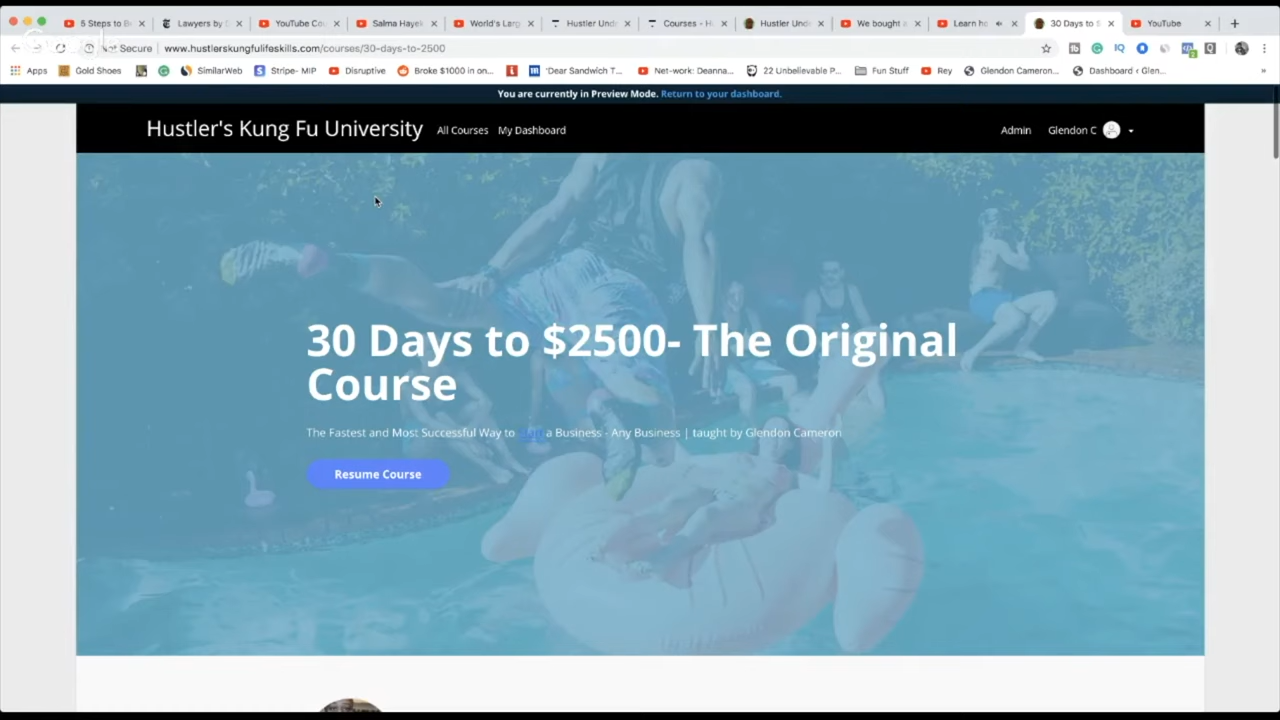 5 Steps to B
Lawyers by
YouTube Co
Salma Hayek
World's Larg
Hustler Und
Courses - H
Hustler Und
We bought a
Learn h
30 Days to $
YouTube
Not Secure
www.hustlerskungfulifeskills.com/courses/30-days-to-2500
Apps
Gold Shoes
SimilarWeb
Stripe- MIP
Disruptive
Broke $1000 in on...
'Dear Sandwich T...
Net-work: Deanna...
22 Unbelievable P...
Fun Stuff
Rey
Glendon Cameron...
Dashboard ‹ Glen...
You are currently in Preview Mode. Return to your dashboard.
Hustler's Kung Fu University
All Courses
My Dashboard
Admin
Glendon C
30 Days to $2500- The Original
Course
The Fastest and Most Successful Way to a Business - Any Business | taught by Glendon Cameron
Resume Course